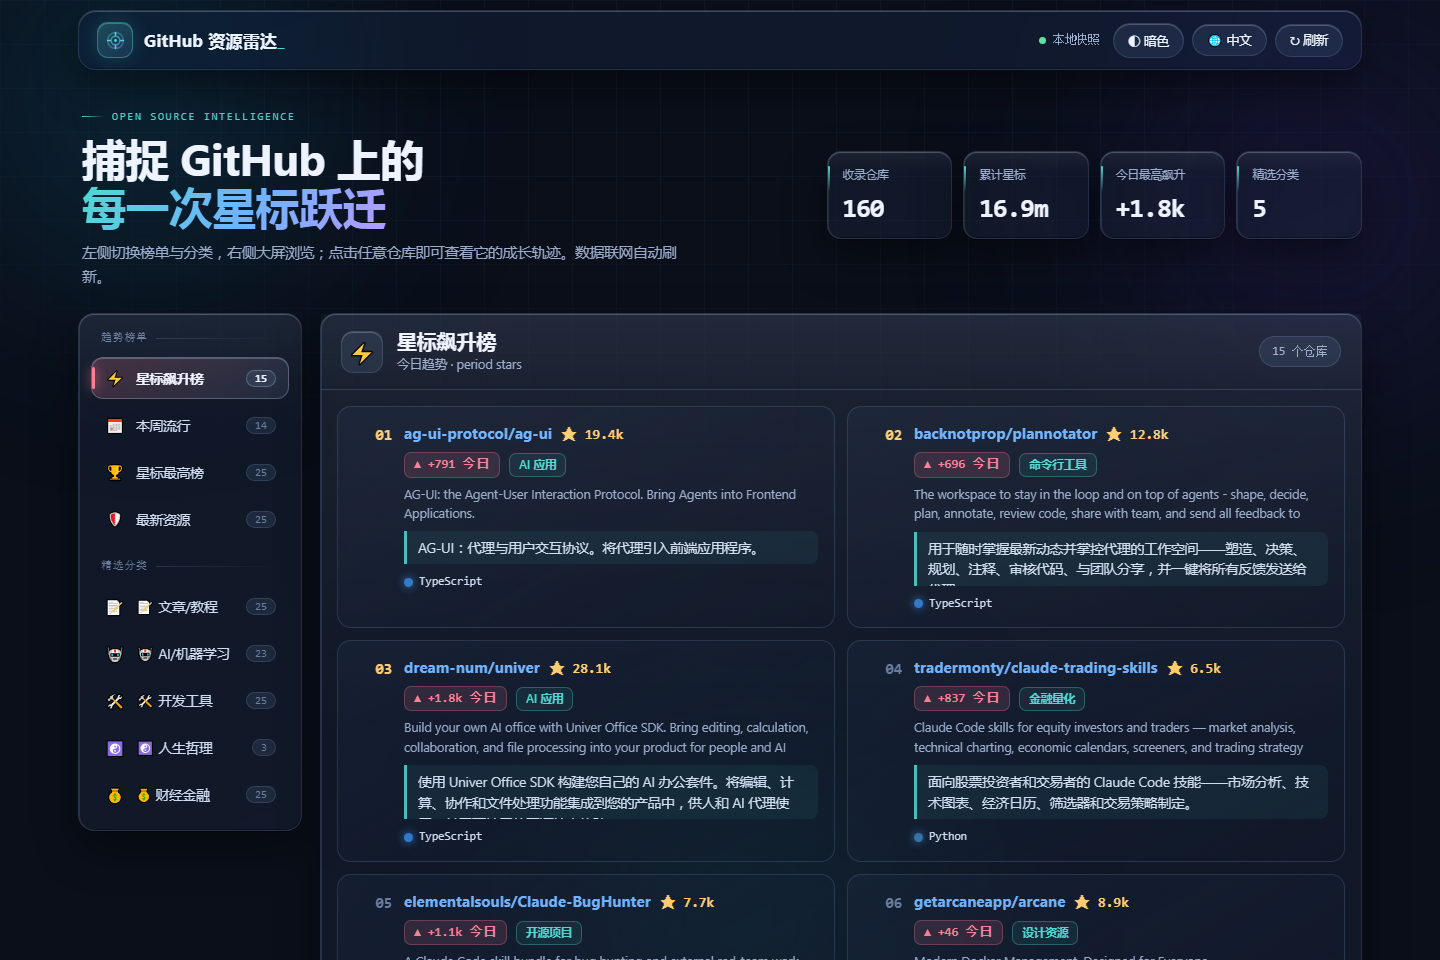 GitHub 资源雷达_
本地快照
暗色
中文
↻ 刷新
OPEN SOURCE INTELLIGENCE
捕捉 GitHub 上的
每一次星标跃迁
左侧切换榜单与分类，右侧大屏浏览；点击任意仓库即可查看它的成长轨迹。数据联网自动刷
新。
收录仓库
160
累计星标
16.9m
今日最高飙升
+1.8k
精选分类
5
趋势榜单
星标飙升榜 15
本周流行 14
星标最高榜 25
最新资源 25
精选分类
文章/教程 25
AI/机器学习 23
开发工具 25
人生哲理 3
财经金融 25
星标飙升榜
今日趋势 · period stars
15 个仓库
01 ag-ui-protocol/ag-ui 19.4k
▲ +791 今日 AI 应用
AG-UI: the Agent-User Interaction Protocol. Bring Agents into Frontend
Applications.
AG-UI：代理与用户交互协议。将代理引入前端应用程序。
TypeScript
02 backnotprop/plannotator 12.8k
▲ +696 今日 命令行工具
The workspace to stay in the loop and on top of agents - shape, decide,
plan, annotate, review code, share with team, and send all feedback to
用于随时掌握最新动态并掌控代理的工作空间——塑造、决策、
规划、注释、审核代码、与团队分享，并一键将所有反馈发送给
TypeScript
03 dream-num/univer 28.1k
▲ +1.8k 今日 AI 应用
Build your own AI office with Univer Office SDK. Bring editing, calculation,
collaboration, and file processing into your product for people and AI
使用 Univer Office SDK 构建您自己的 AI 办公套件。将编辑、计
算、协作和文件处理功能集成到您的产品中，供人和 AI 代理使
TypeScript
04 tradermonty/claude-trading-skills 6.5k
▲ +837 今日 金融量化
Claude Code skills for equity investors and traders — market analysis,
technical charting, economic calendars, screeners, and trading strategy
面向股票投资者和交易者的 Claude Code 技能——市场分析、技
术图表、经济日历、筛选器和交易策略制定。
Python
05 elementalsouls/Claude-BugHunter 7.7k
▲ +1.1k 今日 开源项目
A Claude Code skill bundle for bug hunting and external red-team work
06 getarcaneapp/arcane 8.9k
▲ +46 今日 设计资源
Modern Docker Management, Designed for Everyone